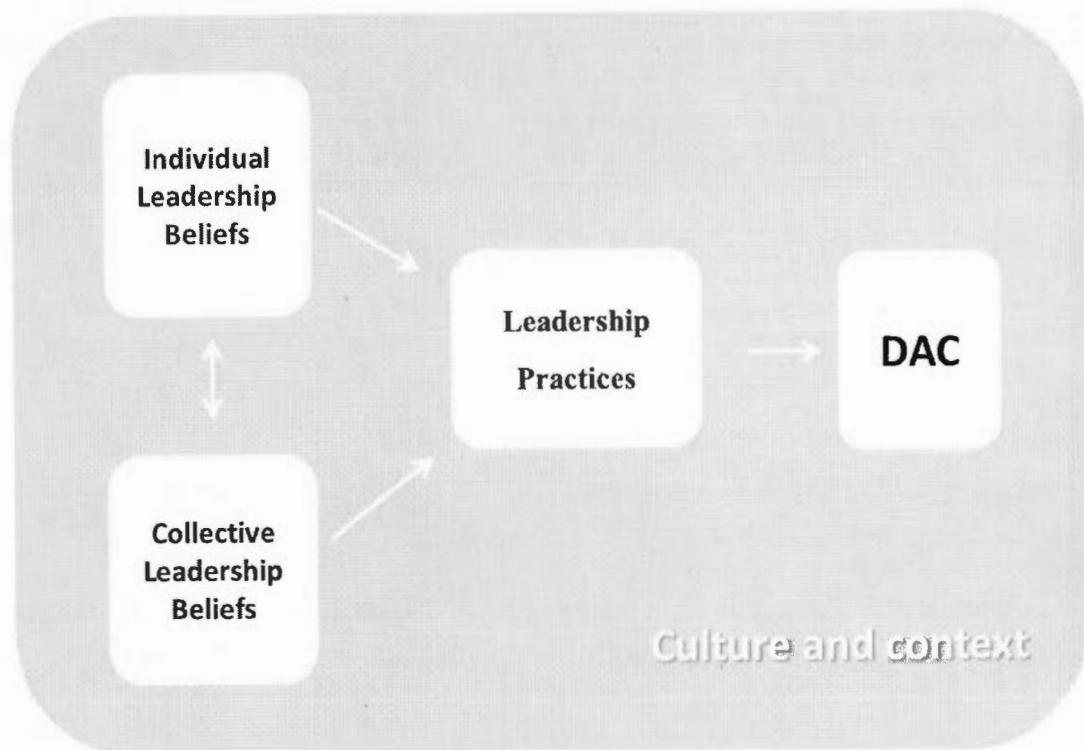 Individual
Leadership
Beliefs
Leadership
Practices
DAC
Collective
Leadership
Beliefs
Culture and context